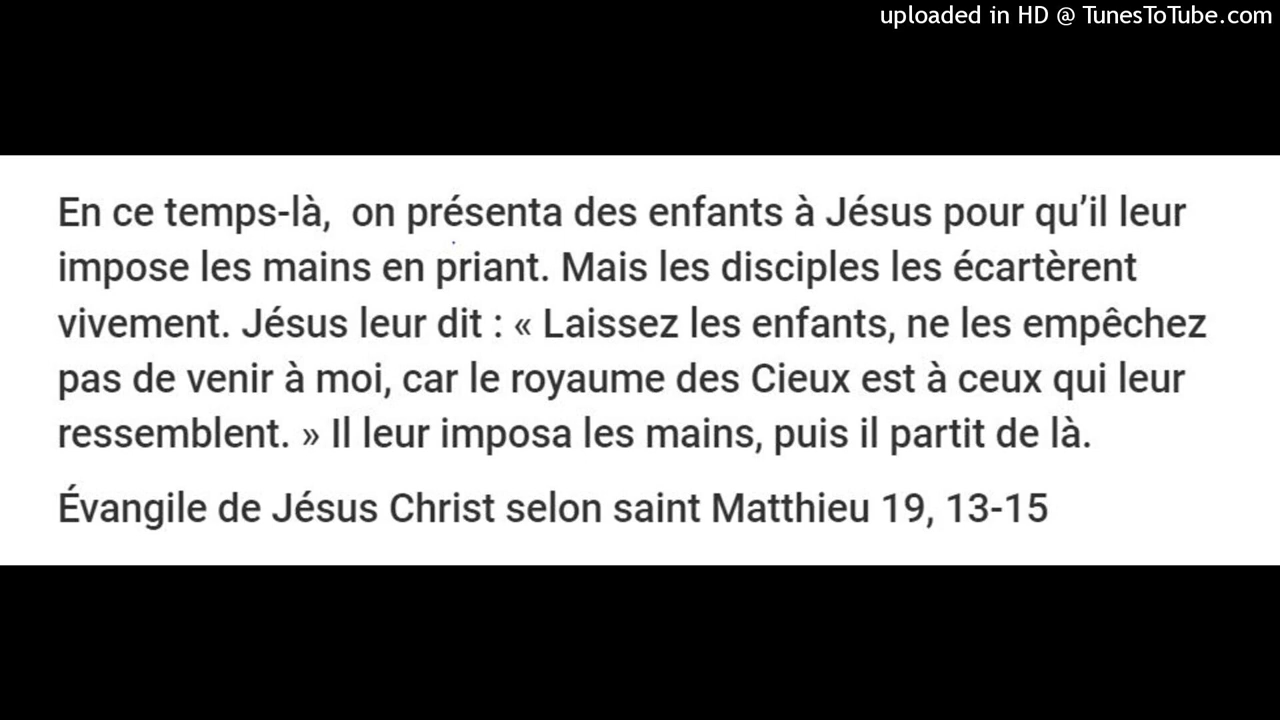 uploaded in HD @ TunesToTube.com
En ce temps-là,  on présenta des enfants à Jésus pour qu’il leur
impose les mains en priant. Mais les disciples les écartèrent
vivement. Jésus leur dit : « Laissez les enfants, ne les empêchez
pas de venir à moi, car le royaume des Cieux est à ceux qui leur
ressemblent. » Il leur imposa les mains, puis il partit de là.
Évangile de Jésus Christ selon saint Matthieu 19, 13-15